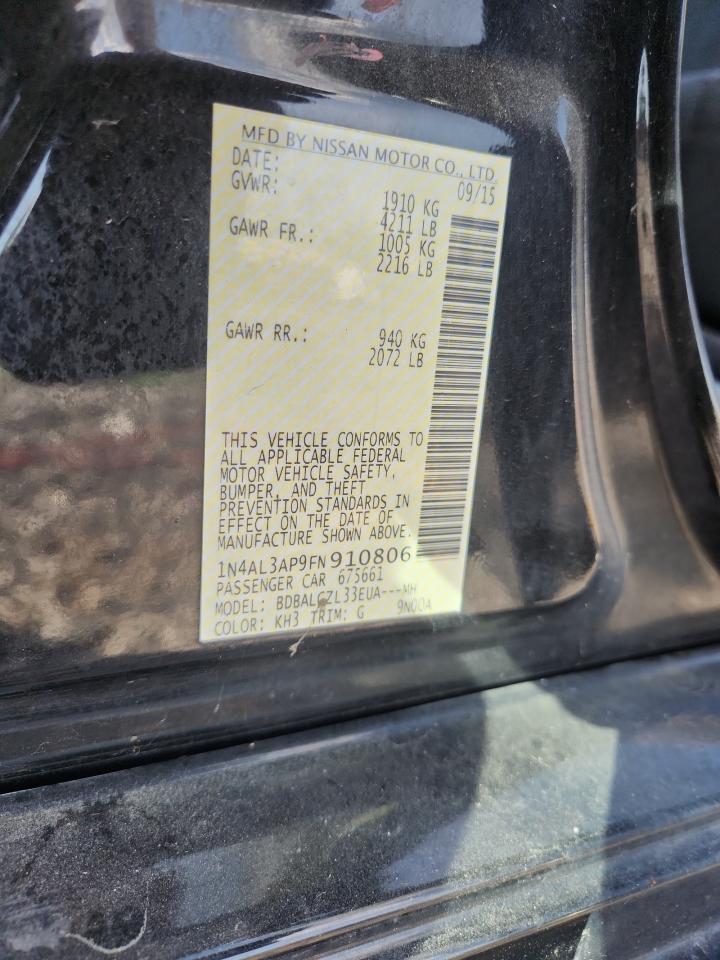 MFD BY NISSAN MOTOR CO., LTD.
DATE: 09/15
GVWR: 1910 KG
4211 LB
GAWR FR.: 1005 KG
2216 LB
GAWR RR.: 940 KG
2072 LB
THIS VEHICLE CONFORMS TO
ALL APPLICABLE FEDERAL
MOTOR VEHICLE SAFETY,
BUMPER, AND THEFT
PREVENTION STANDARDS IN
EFFECT ON THE DATE OF
MANUFACTURE SHOWN ABOVE.
1N4AL3AP9FN910806
PASSENGER CAR 675661
MODEL: BDBALGZL33EUA---MH
COLOR: KH3 TRIM: G 9N00A